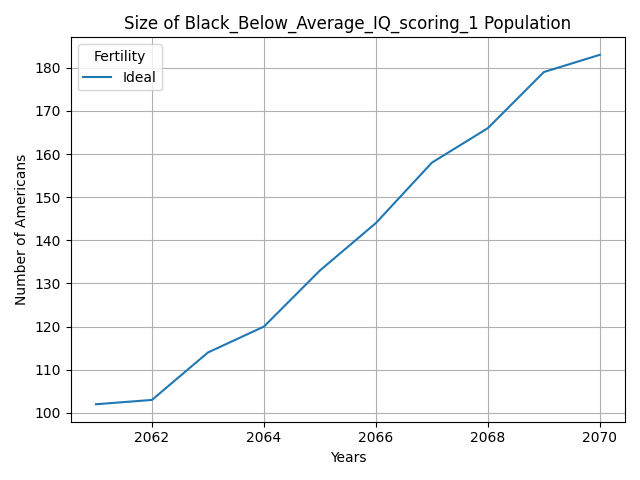 Size of Black_Below_Average_IQ_scoring_1 Population
Fertility
Ideal
180
170
160
150
140
130
120
110
100
Number of Americans
2062 2064 2066 2068 2070
Years